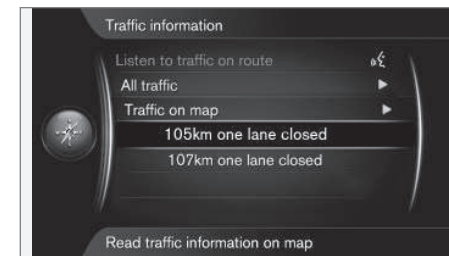 Traffic information
Listen to traffic on route
All traffic
Traffic on map
105km one lane closed
107km one lane closed
Read traffic information on map